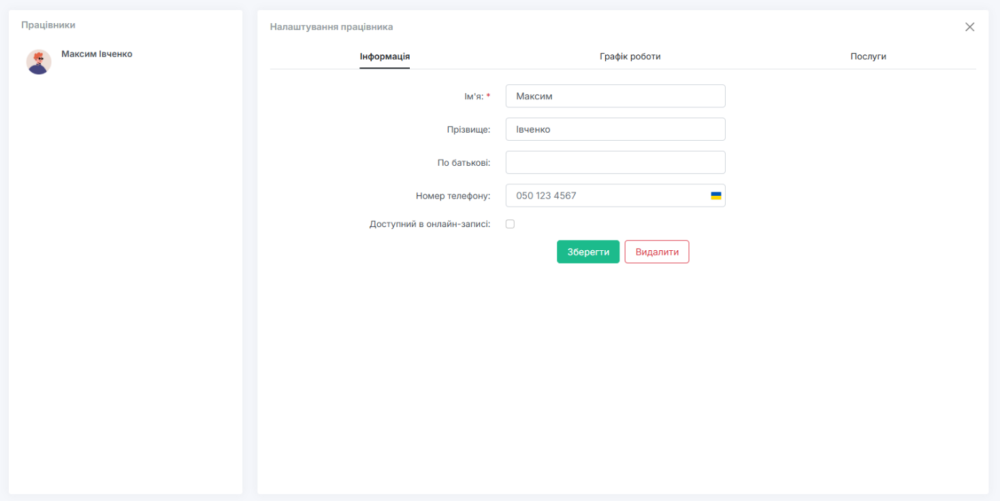 Працівники
Максим Івченко
Налаштування працівника
Інформація
Графік роботи
Послуги
Ім'я: *
Максим
Прізвище:
Івченко
По батькові:
Номер телефону:
050 123 4567
Доступний в онлайн-записі:
Зберегти
Видалити